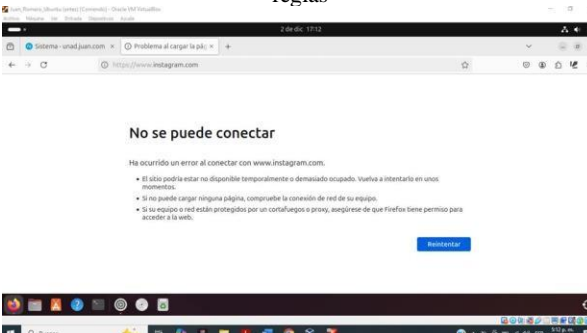 reglas
2 de dic 17:12
Sistema - unad.juan.com
Problema al cargar la pág
https://www.instagram.com
No se puede conectar
Ha ocurrido un error al conectar con www.instagram.com.
El sitio podría estar no disponible temporalmente o demasiado ocupado. Vuelva a intentarlo en unos
momentos.
Si no puede cargar ninguna página, compruebe la conexión de red de su equipo.
Si su equipo o red están protegidos por un cortafuegos o proxy, asegúrese de que Firefox tiene permiso para
acceder a la web.
Reintentar